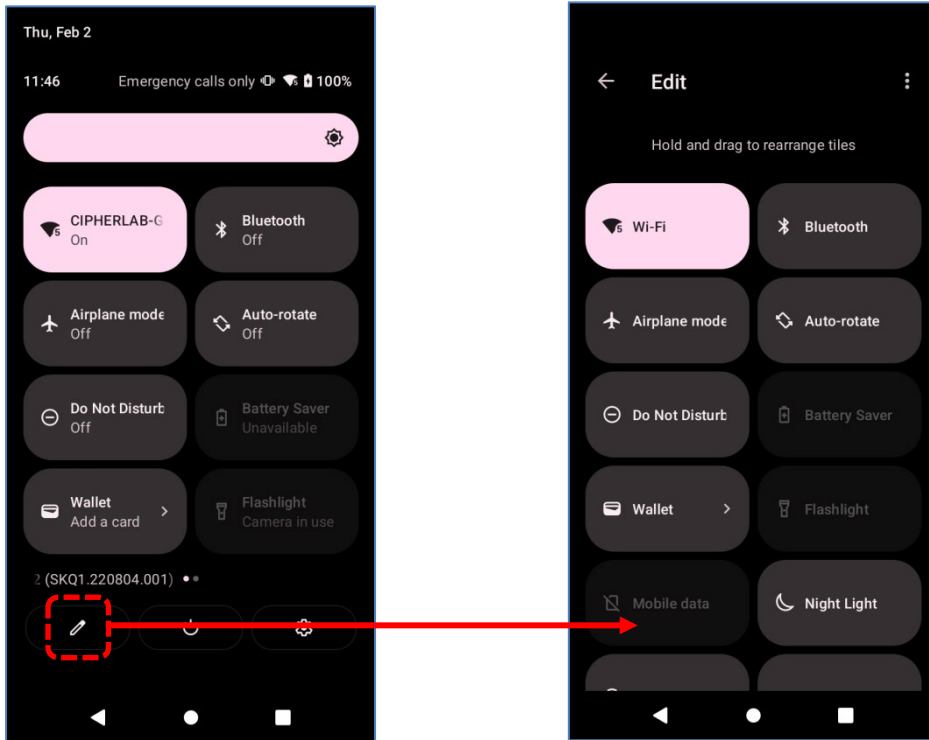 Thu, Feb 2
11:46 Emergency calls only 5 100%
CIPHERLAB-G
On
Bluetooth
Off
Airplane mode
Off
Auto-rotate
Off
Do Not Disturb
Off
Battery Saver
Unavailable
Wallet
Add a card
Flashlight
Camera in use
2 (SKQ1.220804.001)
Edit
Hold and drag to rearrange tiles
Wi-Fi
Bluetooth
Airplane mode
Auto-rotate
Do Not Disturb
Battery Saver
Wallet
Flashlight
Mobile data
Night Light